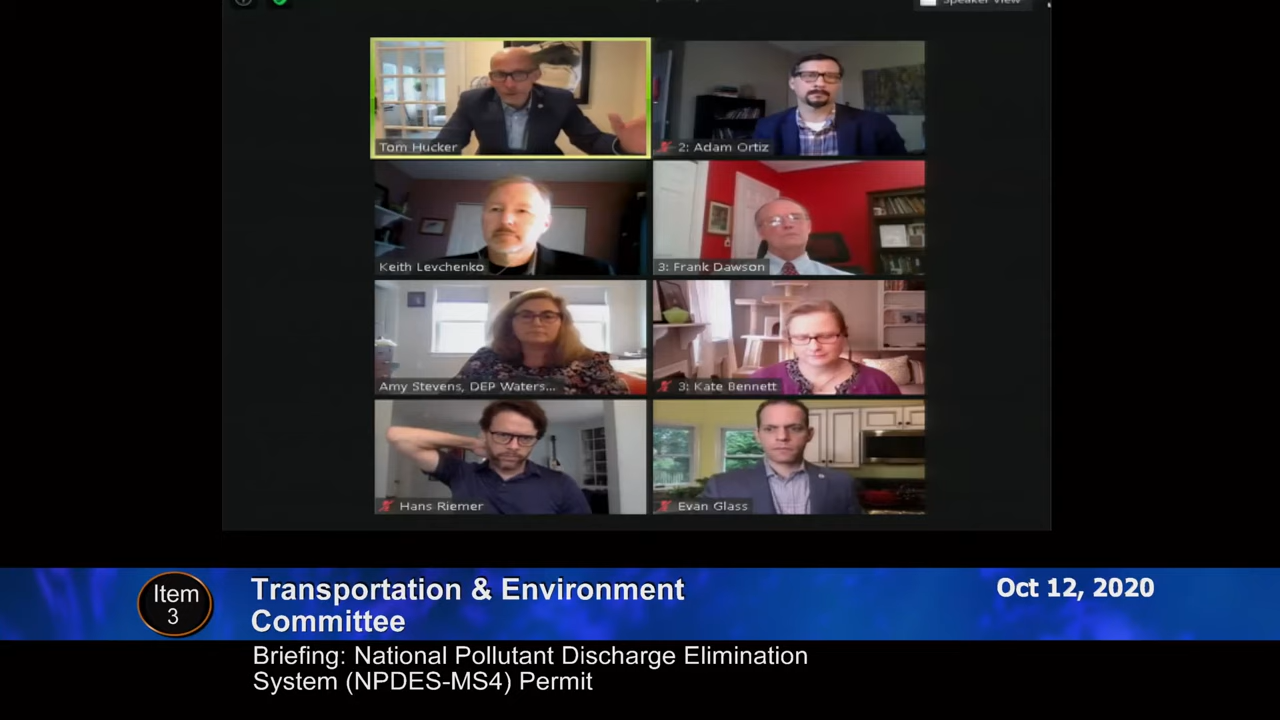 Speaker View
Tom Hucker
2: Adam Ortiz
Keith Levchenko
3: Frank Dawson
Amy Stevens, DEP Waters...
3: Kate Bennett
Hans Riemer
Evan Glass
Item
3
Transportation & Environment
Committee
Oct 12, 2020
Briefing: National Pollutant Discharge Elimination
System (NPDES-MS4) Permit